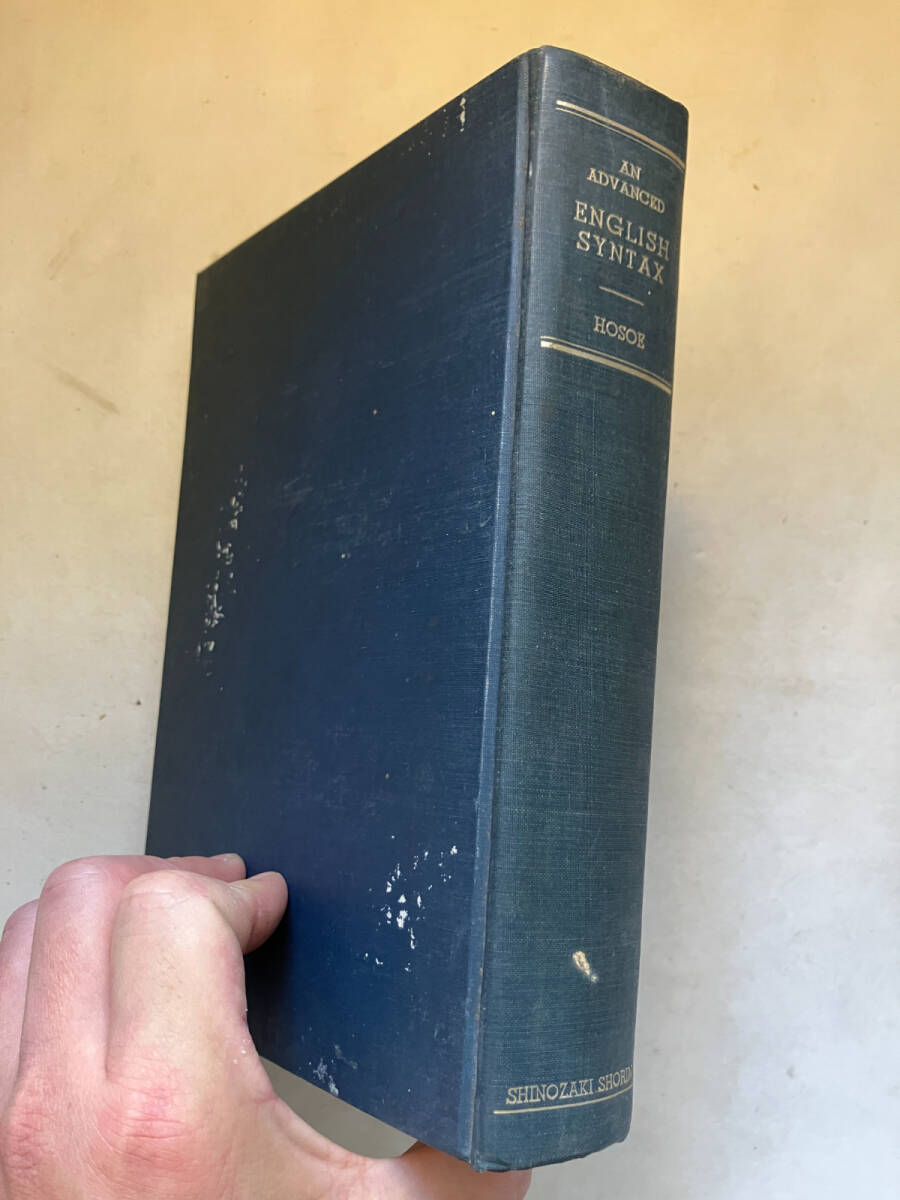 AN
ADVANCED
ENGLISH
SYNTAX
HOSOE
SHINOZAKI SHORIN